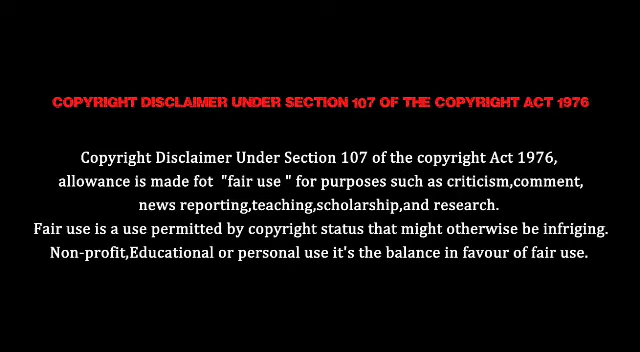 COPYRIGHT DISCLAIMER UNDER SECTION 107 OF THE COPYRIGHT ACT 1976
Copyright Disclaimer Under Section 107 of the copyright Act 1976,
allowance is made fot "fair use " for purposes such as criticism,comment,
news reporting,teaching,scholarship,and research.
Fair use is a use permitted by copyright status that might otherwise be infriging.
Non-profit,Educational or personal use it's the balance in favour of fair use.